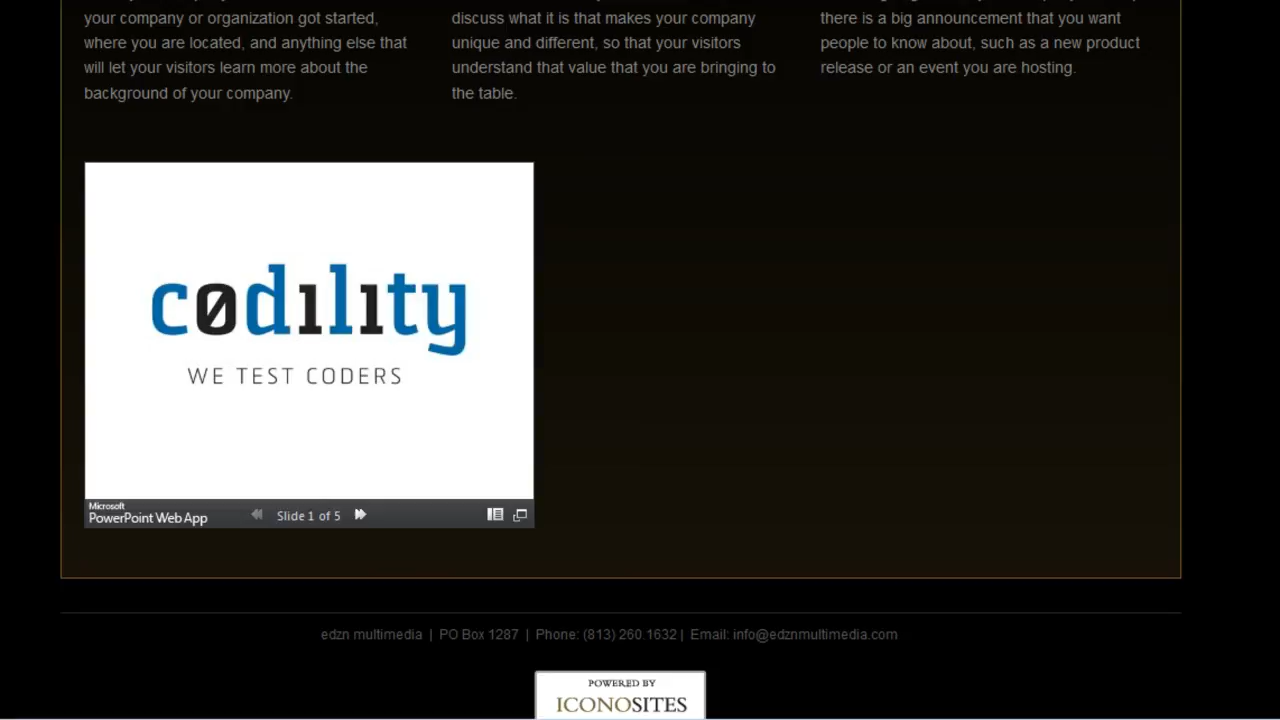 your company or organization got started,
where you are located, and anything else that
will let your visitors learn more about the
background of your company.
discuss what it is that makes your company
unique and different, so that your visitors
understand that value that you are bringing to
the table.
there is a big announcement that you want
people to know about, such as a new product
release or an event you are hosting.
cødılıty
WE TEST CODERS
Microsoft
PowerPoint Web App
Slide 1 of 5
edzn multimedia | PO Box 1287 | Phone: (813) 260.1632 | Email: info@edznmultimedia.com
POWERED BY
ICONOSITES